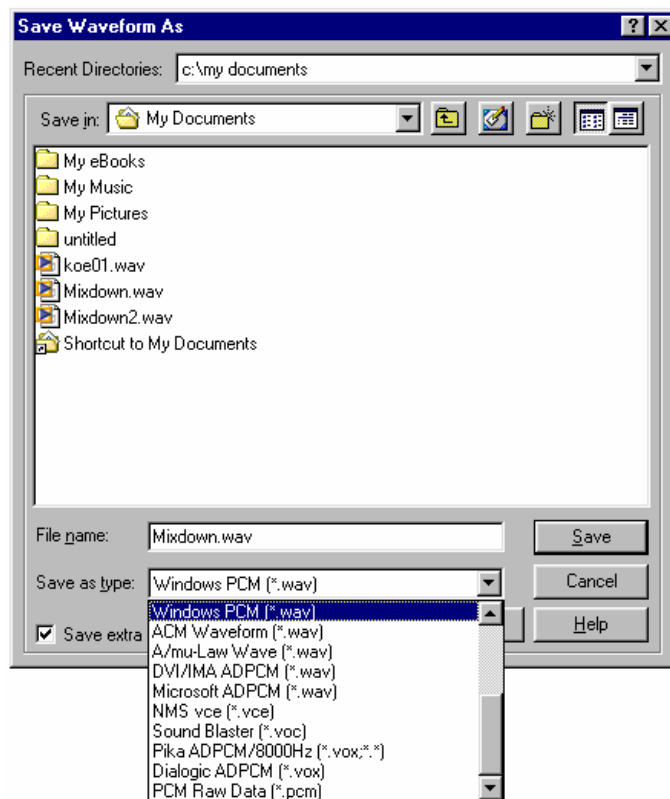 Save Waveform As
Recent Directories: c:\my documents
Save in: My Documents
My eBooks
My Music
My Pictures
untitled
koe01.wav
Mixdown.wav
Mixdown2.wav
Shortcut to My Documents
File name: Mixdown.wav Save
Save as type: Windows PCM (*.wav) Cancel
Save extra Help
Windows PCM (*.wav)
ACM Waveform (*.wav)
A/mu-Law Wave (*.wav)
DVI/IMA ADPCM (*.wav)
Microsoft ADPCM (*.wav)
NMS vce (*.vce)
Sound Blaster (*.voc)
Pika ADPCM/8000Hz (*.vox;*.*)
Dialogic ADPCM (*.vox)
PCM Raw Data (*.pcm)